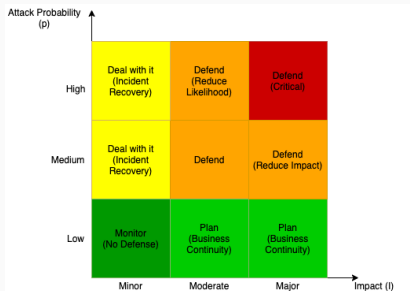 Attack Probability
(p)
High
Deal with it
(Incident
Recovery)
Defend
(Reduce
Likelihood)
Defend
(Critical)
Medium
Deal with it
(Incident
Recovery)
Defend
Defend
(Reduce Impact)
Low
Monitor
(No Defense)
Plan
(Business
Continuity)
Plan
(Business
Continuity)
Minor
Moderate
Major
Impact (I)